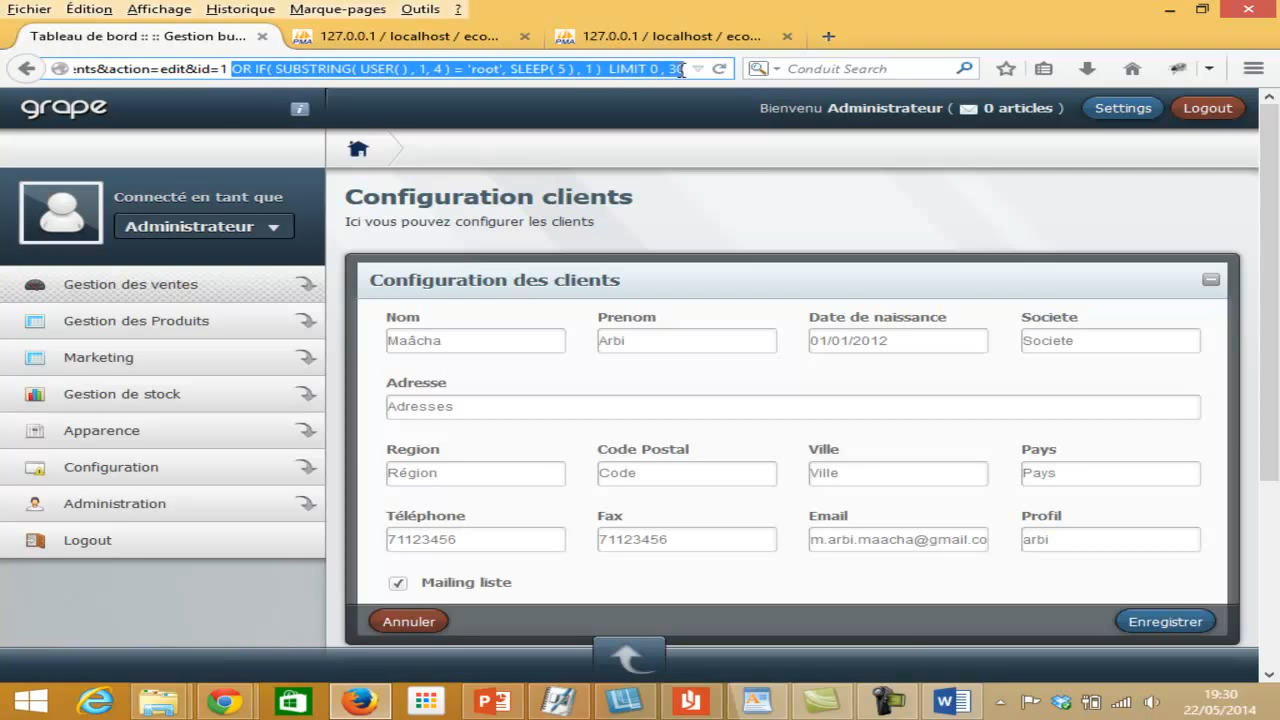 Fichier Édition Affichage Historique Marque-pages Outils ?
Tableau de bord :: :: Gestion bu...
127.0.0.1 / localhost / eco...
127.0.0.1 / localhost / eco...
nts&action=edit&id=1 OR IF( SUBSTRING( USER( ) , 1, 4 ) = 'root', SLEEP( 5 ) , 1 ) LIMIT 0 , 30
Chuck Suisid
grape
Bienvenu Administrateur ( 0 articles )
Settings
Logout
Connecté en tant que
Administrateur
Configuration clients
Ici vous pouvez configurer les clients
Gestion des ventes
Gestion des Produits
Marketing
Gestion de stock
Apparence
Configuration
Administration
Logout
Configuration des clients
Nom Prenom Date de naissance Societe
Maâcha Arbi 01/01/2012 Societe
Adresse
Adresses
Region Code Postal Ville Pays
Région Code Ville Pays
Téléphone Fax Email Profil
71123456 71123456 m.arbi.maacha@gmail.co arbi
Mailing liste
Annuler
Enregistrer
19:30
22/05/2014